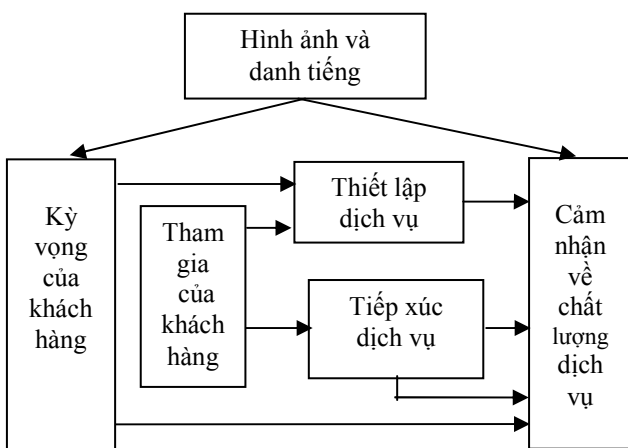 Hình ảnh và
danh tiếng
Kỳ
vọng
của
khách
hàng
Tham
gia
của
khách
hàng
Thiết lập
dịch vụ
Tiếp xúc
dịch vụ
Cảm
nhận
về
chất
lượng
dịch
vụ